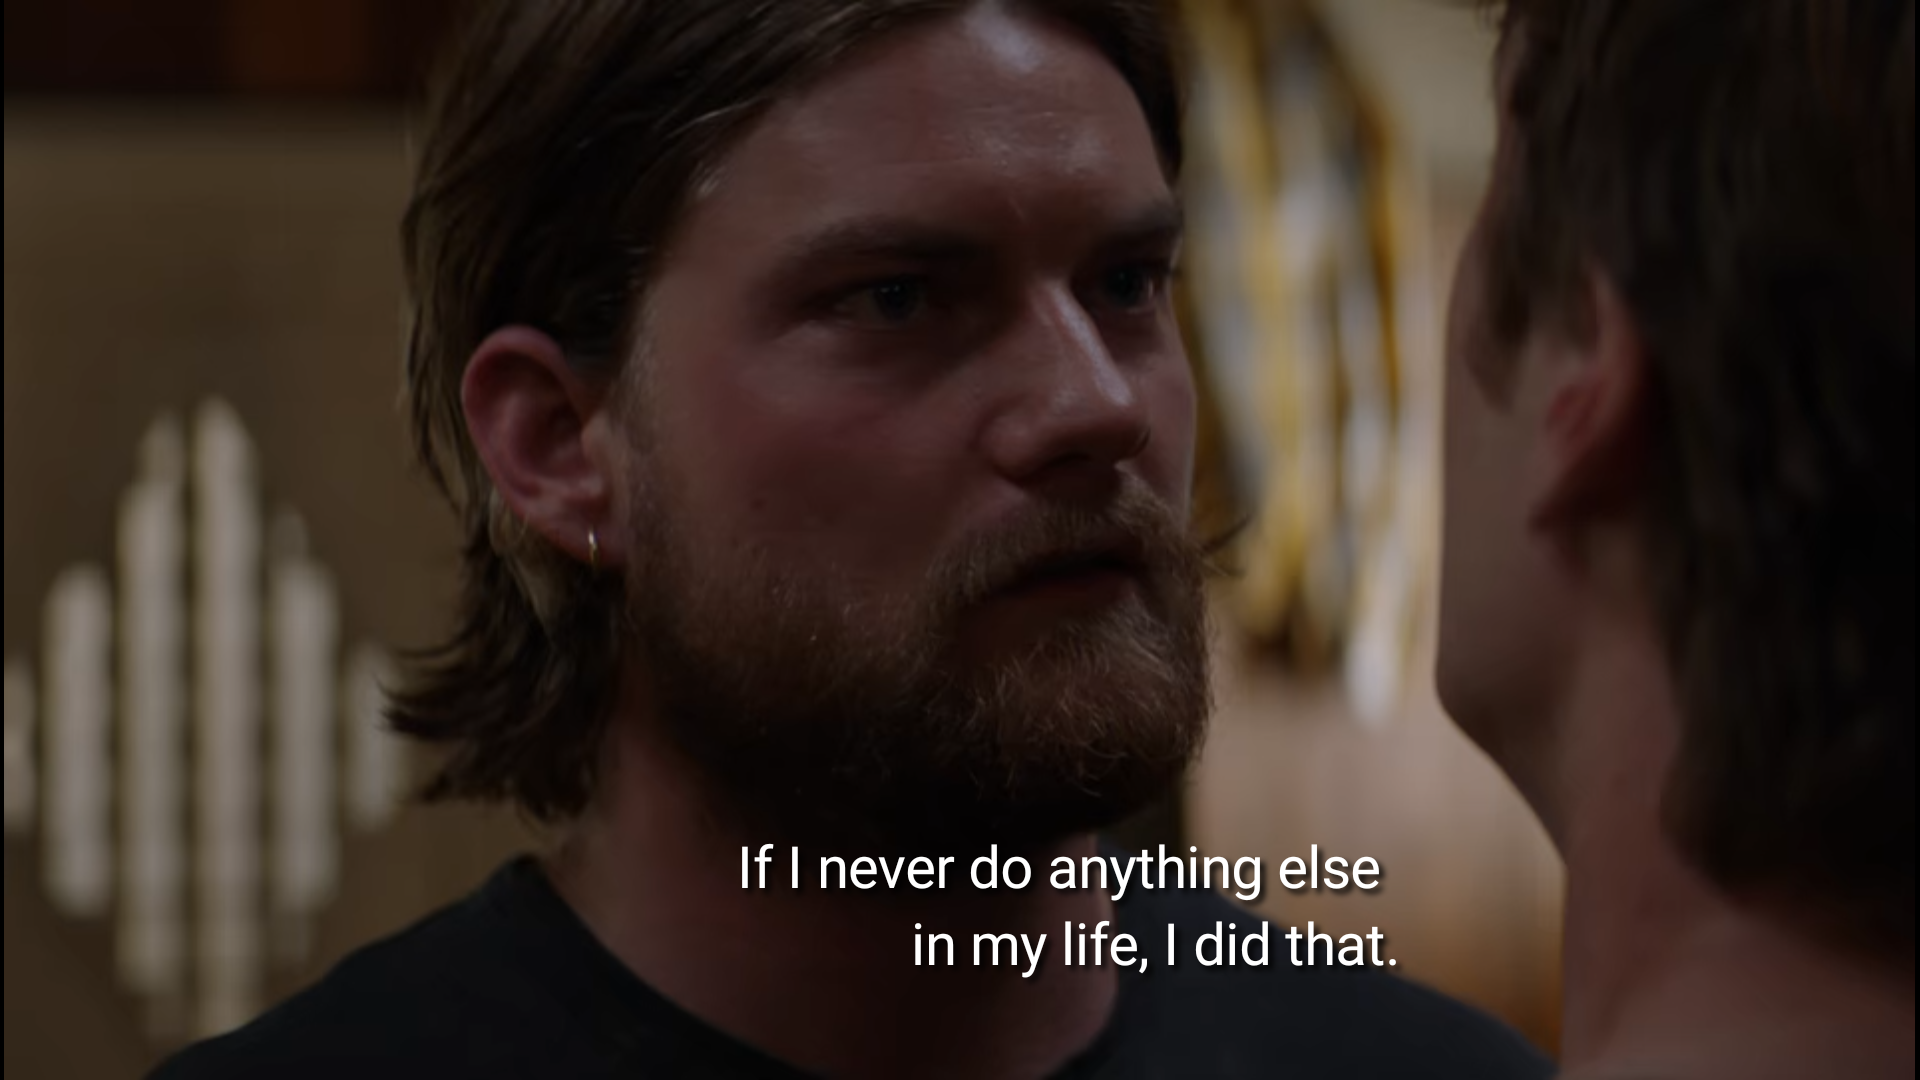 If I never do anything else
in my life, I did that.